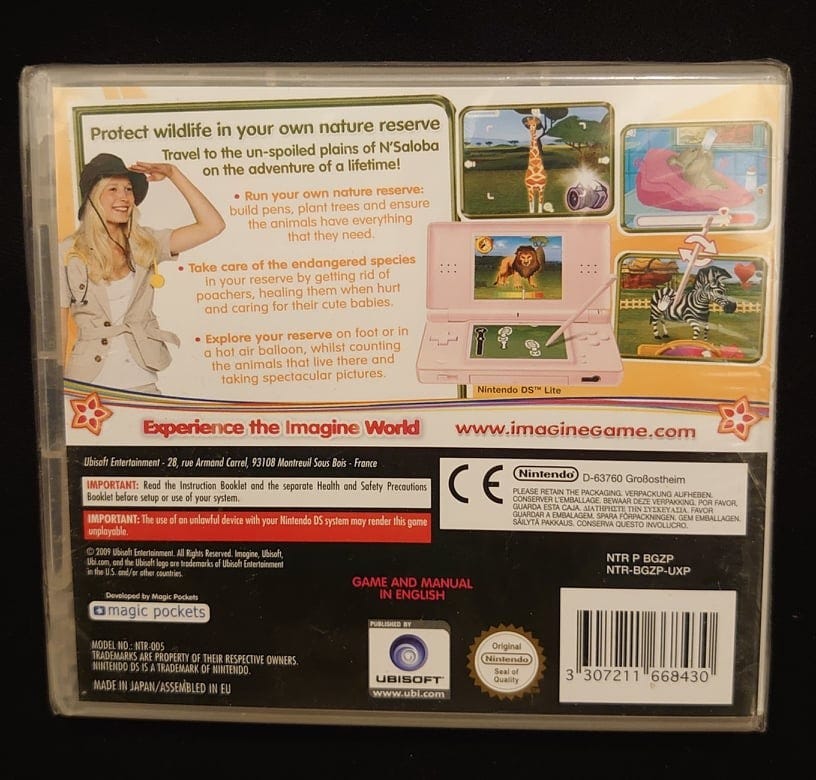 Protect wildlife in your own nature reserve
Travel to the un-spoiled plains of N'Saloba
on the adventure of a lifetime!
• Run your own nature reserve:
build pens, plant trees and ensure
the animals have everything
that they need.
• Take care of the endangered species
in your reserve by getting rid of
poachers, healing them when hurt
and caring for their cute babies.
• Explore your reserve on foot or in
a hot air balloon, whilst counting
the animals that live there and
taking spectacular pictures.
Nintendo DS™ Lite
Experience the Imagine World
www.imaginegame.com
Ubisoft Entertainment - 28, rue Armand Carrel, 93108 Montreuil Sous Bois - France
IMPORTANT: Read the Instruction Booklet and the separate Health and Safety Precautions
Booklet before setup or use of your system.
IMPORTANT: The use of an unlawful device with your Nintendo DS system may render this game
unplayable.
CE
Nintendo D-63760 Großostheim
PLEASE RETAIN THE PACKAGING. VERPACKUNG AUFHEBEN.
CONSERVER L'EMBALLAGE. BEWAAR DEZE VERPAKKING. POR FAVOR,
GUARDA ESTA CAJA. ΔΙΑΤΗΡΗΣΤΕ ΤΗΝ ΣΥΣΚΕΥΑΣΙΑ. FAVOR
GUARDAR A EMBALAGEM. SPARA FÖRPACKNINGEN. GEM EMBALLAGEN.
SÄILYTÄ PAKKAUS. CONSERVA QUESTO INVOLUCRO.
© 2009 Ubisoft Entertainment. All Rights Reserved. Imagine, Ubisoft,
Ubi.com, and the Ubisoft logo are trademarks of Ubisoft Entertainment
in the U.S. and/or other countries.
NTR P BGZP
NTR-BGZP-UXP
GAME AND MANUAL
IN ENGLISH
Developed by Magic Pockets
magic pockets
MODEL NO.: NTR-005
TRADEMARKS ARE PROPERTY OF THEIR RESPECTIVE OWNERS.
NINTENDO DS IS A TRADEMARK OF NINTENDO.
MADE IN JAPAN/ASSEMBLED IN EU
PUBLISHED BY
UBISOFT
www.ubi.com
Original
Nintendo
Seal of
Quality
3 307211 668430